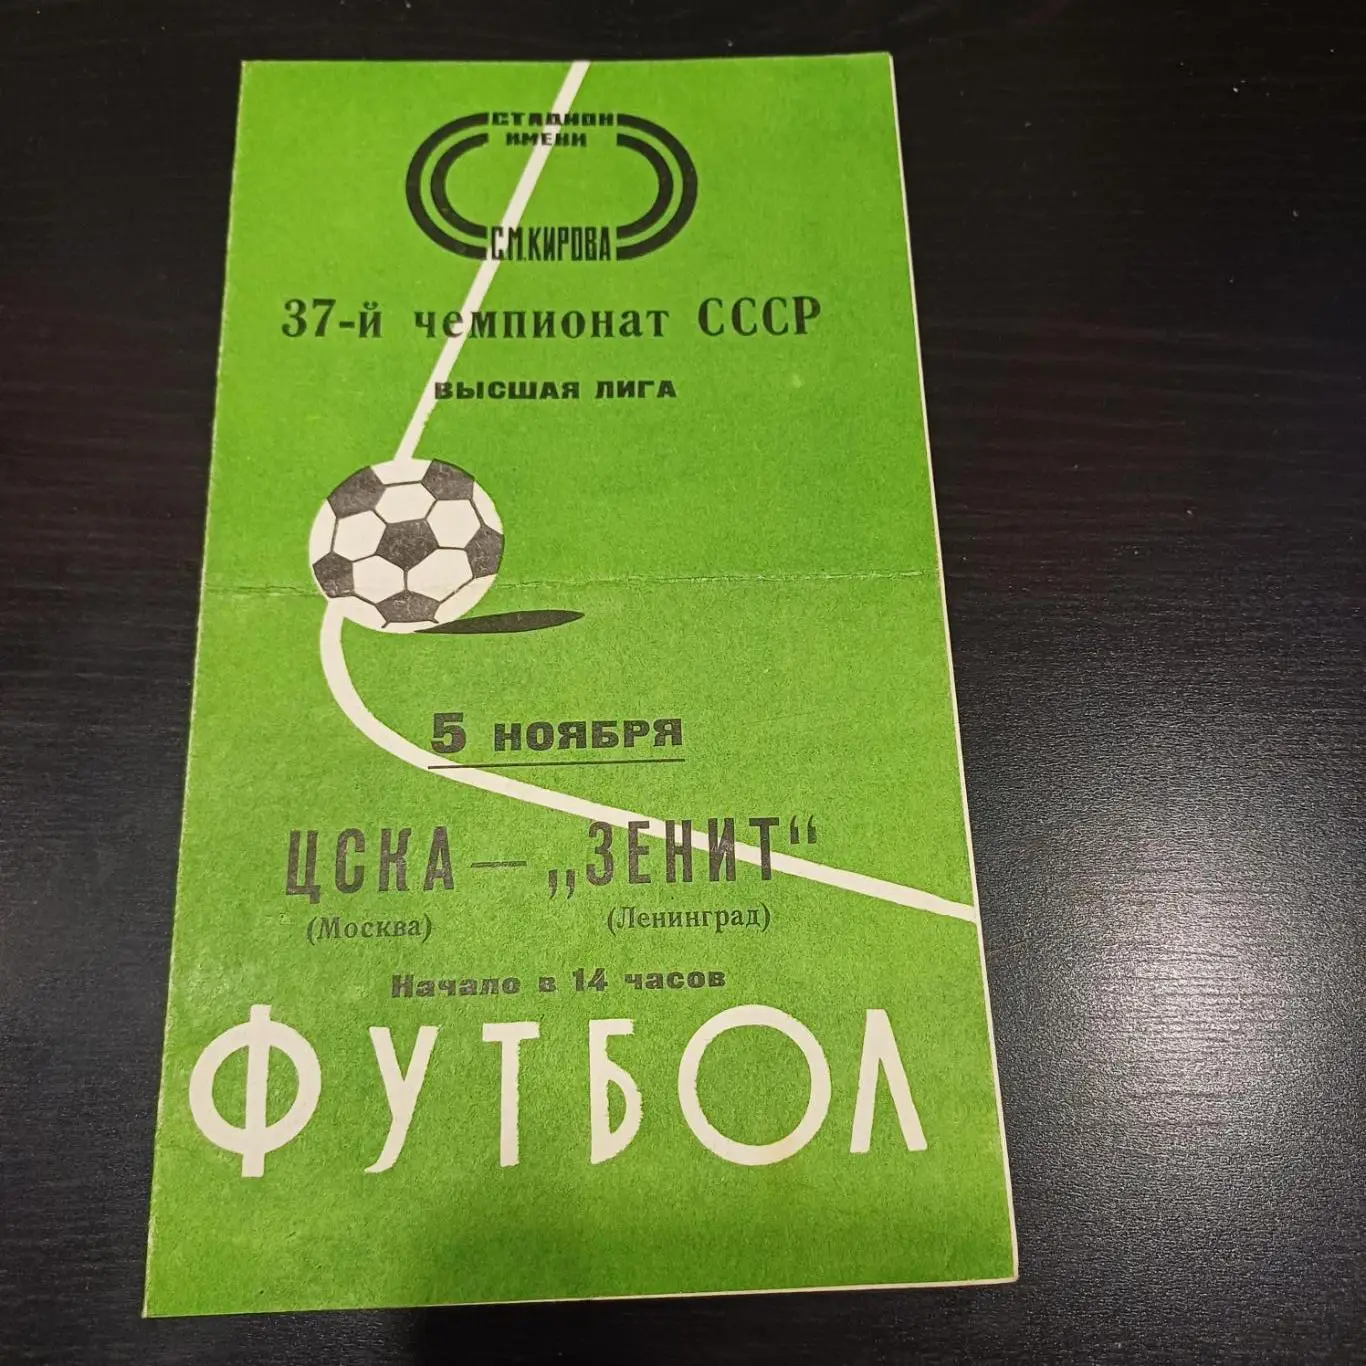 СТАДИОН
ИМЕНИ
С.М.КИРОВА
37-й чемпионат СССР
ВЫСШАЯ ЛИГА
5 НОЯБРЯ
ЦСКА — „ЗЕНИТ“
(Москва) (Ленинград)
Начало в 14 часов
ФУТБОЛ